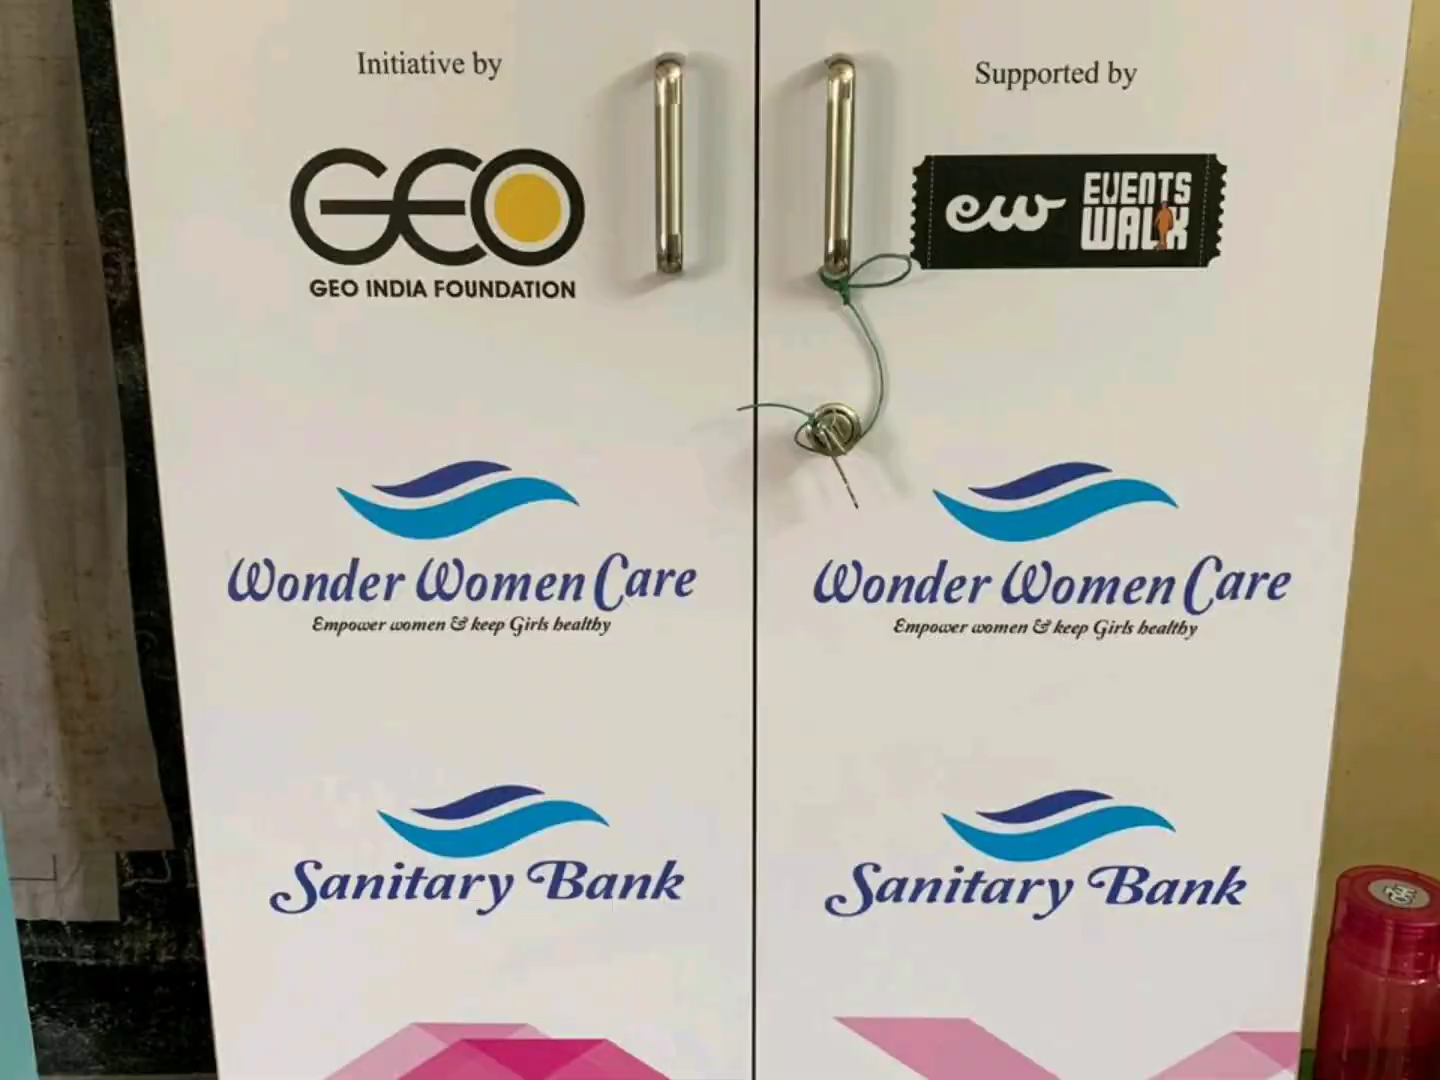 Initiative by
GEO
GEO INDIA FOUNDATION
Wonder Women Care
Empower women & keep Girls healthy
Sanitary Bank
Supported by
ew EVENTS
WALK
Wonder Women Care
Empower women & keep Girls healthy
Sanitary Bank